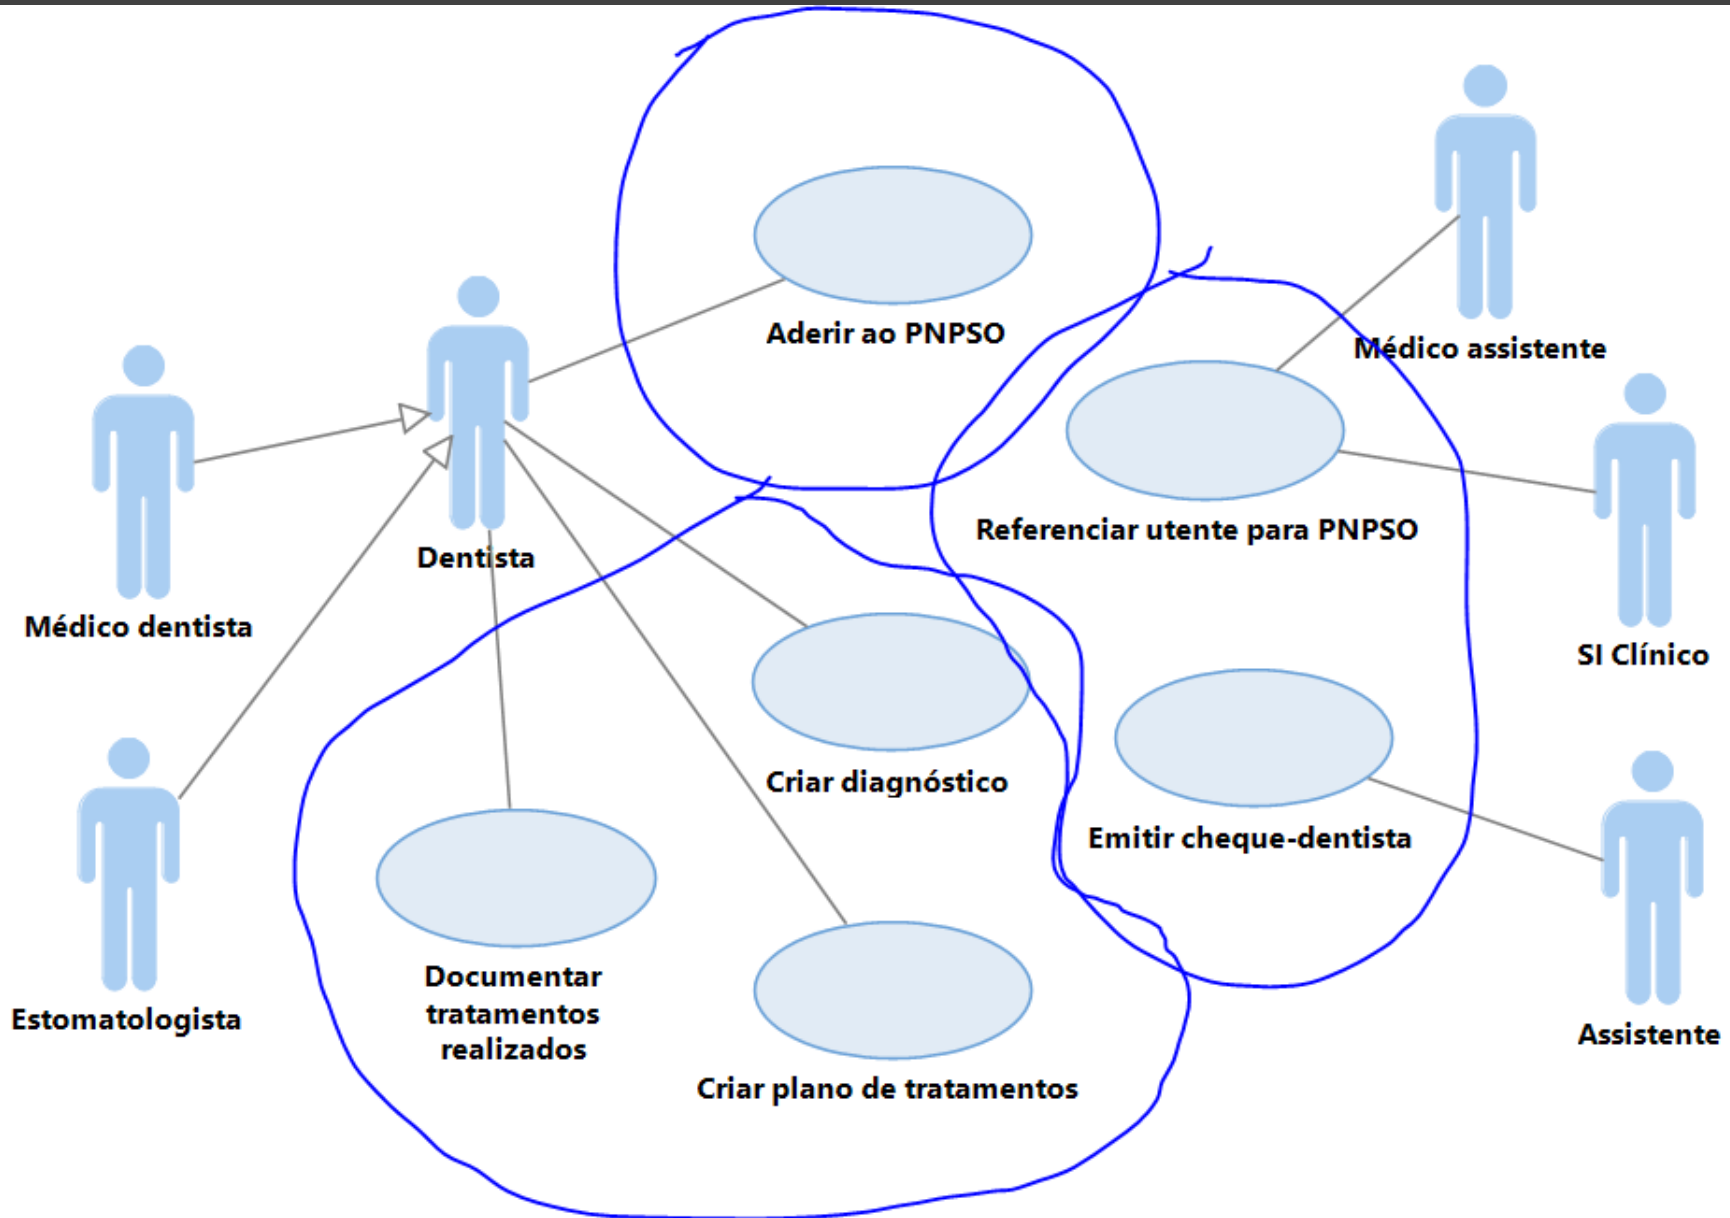 Aderir ao PNPSO
Médico assistente
Referenciar utente para PNPSO
Dentista
Médico dentista
SI Clínico
Criar diagnóstico
Emitir cheque-dentista
Documentar
tratamentos
realizados
Estomatologista
Assistente
Criar plano de tratamentos